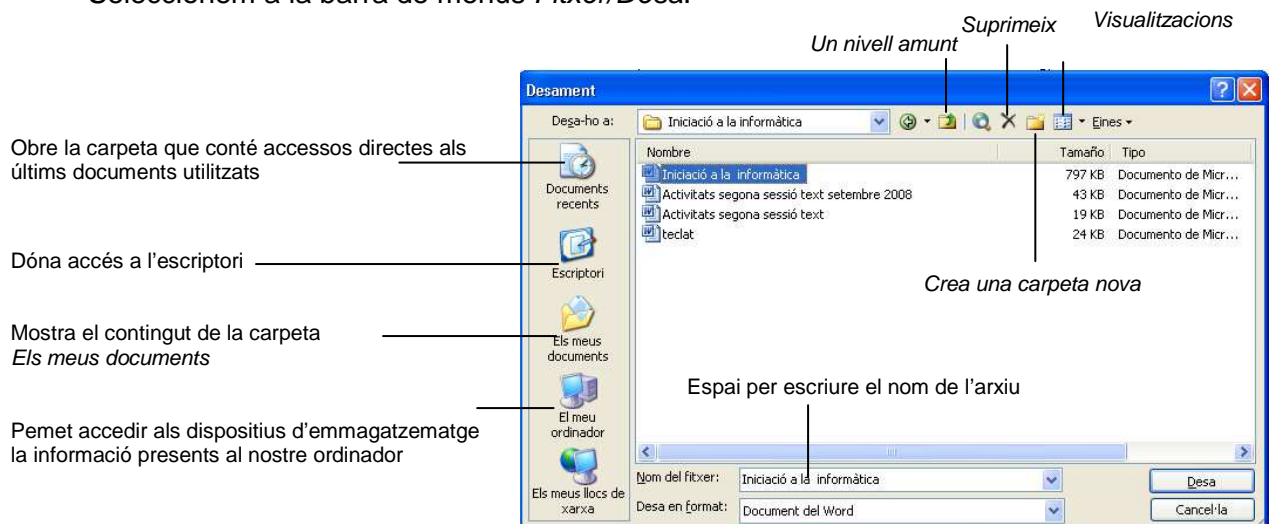 Seleccionem a la barra de menús Fitxer/Desa.
Suprimeix
Visualitzacions
Un nivell amunt
Desament
Desa-ho a:
Iniciació a la informàtica
Eines
Obre la carpeta que conté accessos directes als
últims documents utilitzats
Documents
recents
Nombre
Tamaño
Tipo
Iniciació a la informàtica
797 KB
Documento de Micr...
Activitats segona sessió text setembre 2008
43 KB
Documento de Micr...
Activitats segona sessió text
19 KB
Documento de Micr...
teclat
24 KB
Documento de Micr...
Dóna accés a l’escriptori
Escriptori
Crea una carpeta nova
Mostra el contingut de la carpeta
Els meus documents
Els meus
documents
Espai per escriure el nom de l’arxiu
Pemet accedir als dispositius d’emmagatzematge
la informació presents al nostre ordinador
El meu
ordinador
Els meus llocs de
xarxa
Nom del fitxer:
Iniciació a la informàtica
Desa
Desa en format:
Document del Word
Cancel·la